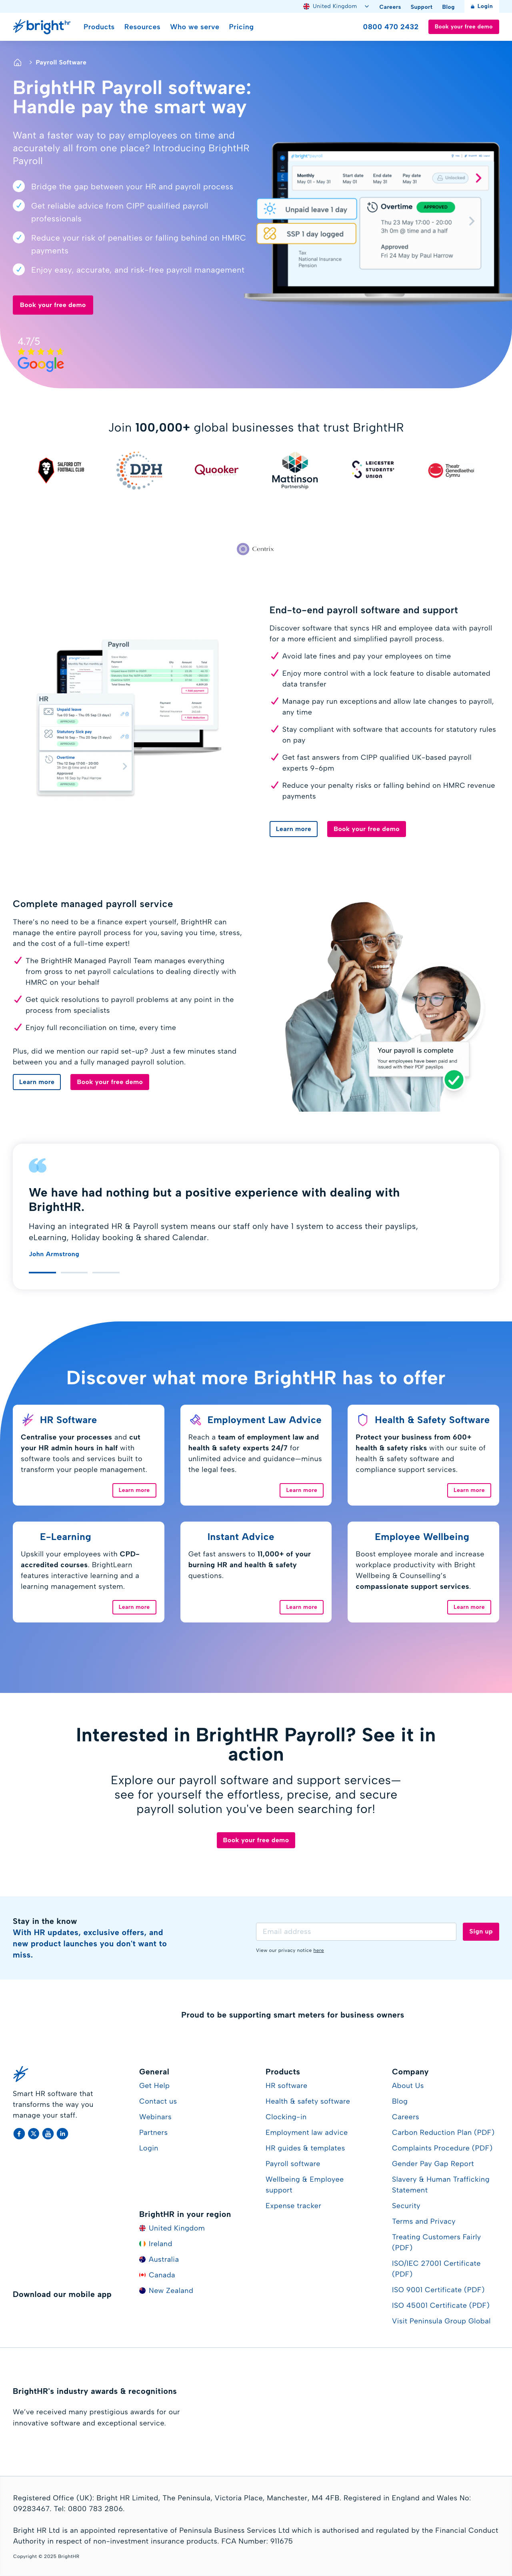 United Kingdom
Careers
Support
Blog
Login
brighthr
Products
Resources
Who we serve
Pricing
0800 470 2432
Book your free demo
Payroll Software
BrightHR Payroll software:
Handle pay the smart way
Want a faster way to pay employees on time and
accurately all from one place? Introducing BrightHR
Payroll
Bridge the gap between your HR and payroll process
Get reliable advice from CIPP qualified payroll
professionals
Reduce your risk of penalties or falling behind on HMRC
payments
Enjoy easy, accurate, and risk-free payroll management
Book your free demo
4.7/5
Google
Monthly
Start date
May 31
End date
May 31
Pay date
May 31
Unlocked
Unpaid leave 1 day
SSP 1 day logged
Tax
National Insurance
Pension
Overtime
APPROVED
Thu 23 May 17:00 - 20:00
3h 0m @ time and a half
Approved
Fri 24 May by Paul Harrow
Join 100,000+ global businesses that trust BrightHR
SALFORD CITY
FOOTBALL CLUB
DPH
Quooker
Mattinson
Partnership
LEICESTER
STUDENTS'
UNION
Theatr
Genedlaethol
Cymru
Centrix
Payroll
HR
Unpaid leave
Tue 02 Sep - Thu 08 Sep (3 days)
APPROVED
Statutory Sick pay
Wed 14 Sep - Thu 15 Sep (2 days)
APPROVED
Overtime
Thu 15 Sep 17:00 - 20:00
3h 0m @ time and a half
Approved
Mon 18 Sep by Paul Harrow
APPROVED
End-to-end payroll software and support
Discover software that syncs HR and employee data with payroll
for a more efficient and simplified payroll process.
Avoid late fines and pay your employees on time
Enjoy more control with a lock feature to disable automated
data transfer
Manage pay run exceptions and allow late changes to payroll,
any time
Stay compliant with software that accounts for statutory rules
on pay
Get fast answers from CIPP qualified UK-based payroll
experts 9-6pm
Reduce your penalty risks or falling behind on HMRC revenue
payments
Learn more
Book your free demo
Complete managed payroll service
There's no need to be a finance expert yourself, BrightHR can
manage the entire payroll process for you, saving you time, stress,
and the cost of a full-time expert!
The BrightHR Managed Payroll Team manages everything
from gross to net payroll calculations to dealing directly with
HMRC on your behalf
Get quick resolutions to payroll problems at any point in the
process from specialists
Enjoy full reconciliation on time, every time
Plus, did we mention our rapid set-up? Just a few minutes stand
between you and a fully managed payroll solution.
Learn more
Book your free demo
Your payroll is complete
Your employees have been paid and
issued with their PDF payslips
We have had nothing but a positive experience with dealing with
BrightHR.
Having an integrated HR & Payroll system means our staff only have 1 system to access their payslips,
eLearning, Holiday booking & shared Calendar.
John Armstrong
Discover what more BrightHR has to offer
HR Software
Centralise your processes and cut
your HR admin hours in half with
software tools and services built to
transform your people management.
Learn more
Employment Law Advice
Reach a team of employment law and
health & safety experts 24/7 for
unlimited advice and guidance—minus
the legal fees.
Learn more
Health & Safety Software
Protect your business from 600+
health & safety risks with our suite of
health & safety software and
compliance support services.
Learn more
E-Learning
Upskill your employees with CPD-
accredited courses. BrightLearn
features interactive learning and a
learning management system.
Learn more
Instant Advice
Get fast answers to 11,000+ of your
burning HR and health & safety
questions.
Learn more
Employee Wellbeing
Boost employee morale and increase
workplace productivity with Bright
Wellbeing & Counselling's
compassionate support services.
Learn more
Interested in BrightHR Payroll? See it in
action
Explore our payroll software and support services—
see for yourself the effortless, precise, and secure
payroll solution you've been searching for!
Book your free demo
Stay in the know
With HR updates, exclusive offers, and
new product launches you don't want to
miss.
Email address
Sign up
View our privacy notice here
Proud to be supporting smart meters for business owners
Smart HR software that
transforms the way you
manage your staff.
Download our mobile app
General
Get Help
Contact us
Webinars
Partners
Login
BrightHR in your region
United Kingdom
Ireland
Australia
Canada
New Zealand
Products
HR software
Health & safety software
Clocking-in
Employment law advice
HR guides & templates
Payroll software
Wellbeing & Employee
support
Expense tracker
Company
About Us
Blog
Careers
Carbon Reduction Plan (PDF)
Complaints Procedure (PDF)
Gender Pay Gap Report
Slavery & Human Trafficking
Statement
Security
Terms and Privacy
Treating Customers Fairly
(PDF)
ISO/IEC 27001 Certificate
(PDF)
ISO 9001 Certificate (PDF)
ISO 45001 Certificate (PDF)
Visit Peninsula Group Global
BrightHR's industry awards & recognitions
We've received many prestigious awards for our
innovative software and exceptional service.
Registered Office (UK): Bright HR Limited, The Peninsula, Victoria Place, Manchester, M4 4FB. Registered in England and Wales No:
09283467. Tel: 0800 783 2806.
Bright HR Ltd is an appointed representative of Peninsula Business Services Ltd which is authorised and regulated by the Financial Conduct
Authority in respect of non-investment insurance products. FCA Number: 911675
Copyright © 2025 BrightHR